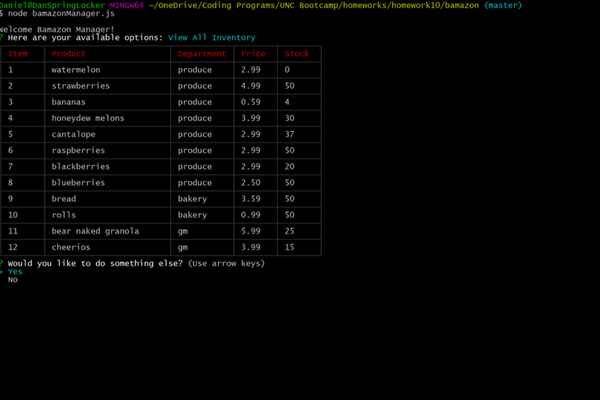 Daniel@DanSpringLocker MINGW64 ~/OneDrive/Coding Programs/UNC Bootcamp/homeworks/homework10/bamazon (master)
$ node bamazonManager.js
Welcome Bamazon Manager!
? Here are your available options: View All Inventory
Item Product Department Price Stock
1 watermelon produce 2.99 0
2 strawberries produce 4.99 50
3 bananas produce 0.59 4
4 honeydew melons produce 3.99 30
5 cantalope produce 2.99 37
6 raspberries produce 2.99 50
7 blackberries produce 2.99 20
8 blueberries produce 2.50 50
9 bread bakery 3.59 50
10 rolls bakery 0.99 50
11 bear naked granola gm 5.99 25
12 cheerios gm 3.99 15
? Would you like to do something else? (Use arrow keys)
> Yes
No